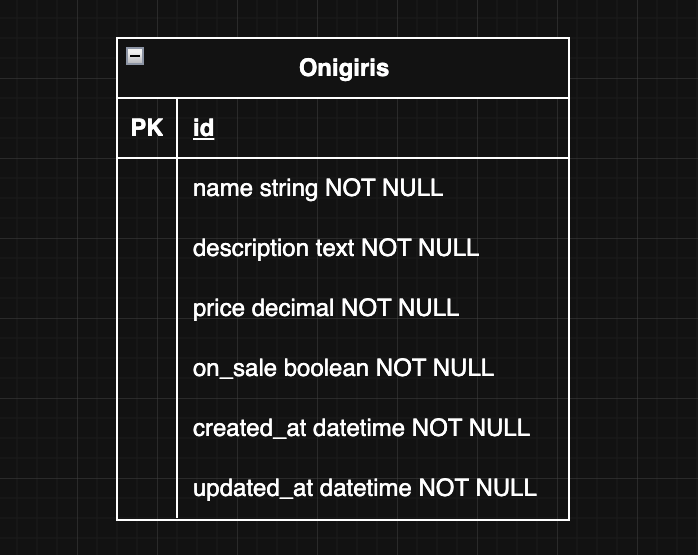 Onigiris
PK id
name string NOT NULL
description text NOT NULL
price decimal NOT NULL
on_sale boolean NOT NULL
created_at datetime NOT NULL
updated_at datetime NOT NULL